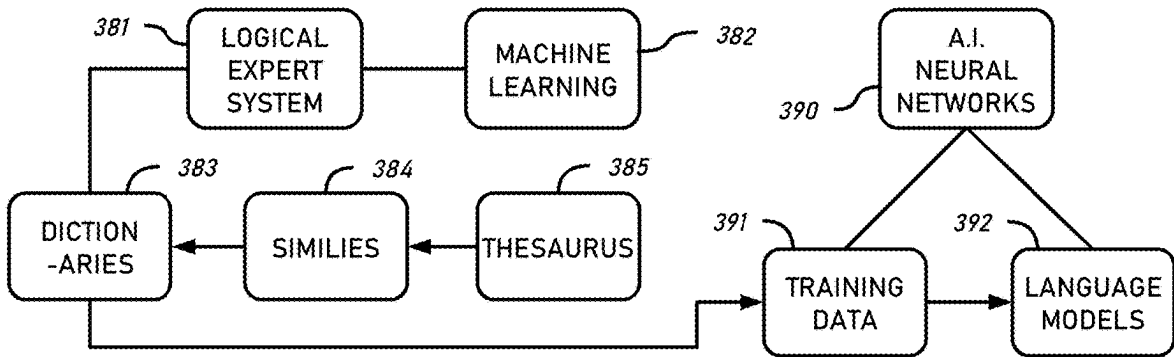 381
LOGICAL
EXPERT
SYSTEM
MACHINE
LEARNING
382
A.I.
NEURAL
NETWORKS
390
383
384
385
DICTION
-ARIES
SIMILIES
THESAURUS
391
392
TRAINING
DATA
LANGUAGE
MODELS